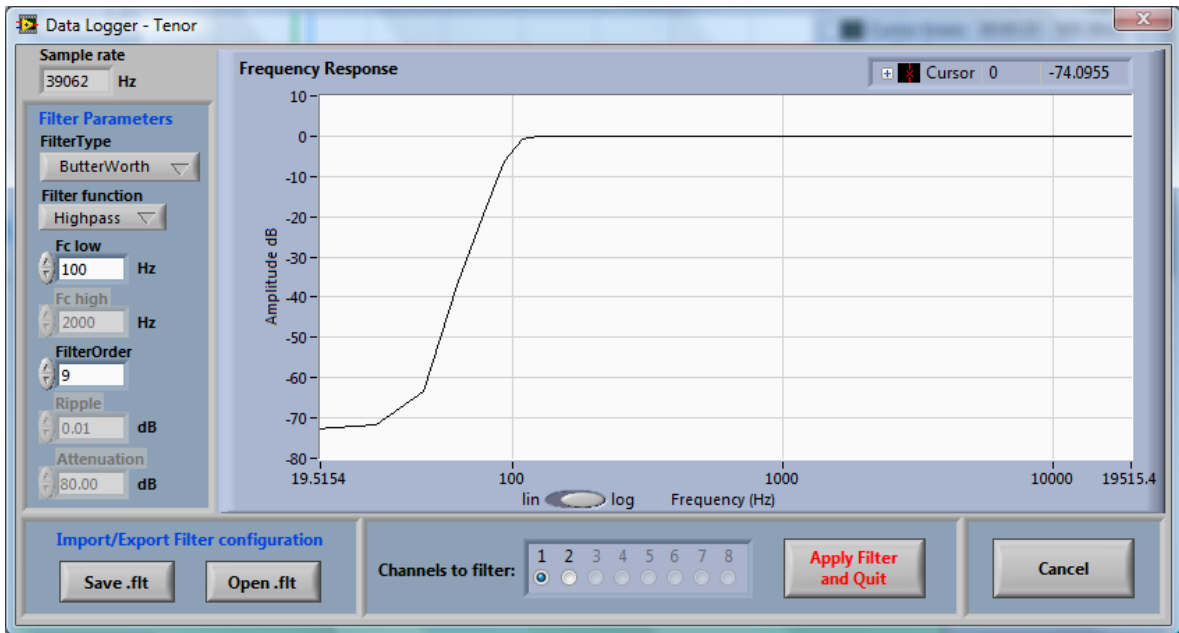 Data Logger - Tenor
Sample rate
39062 Hz
Filter Parameters
FilterType
ButterWorth
Filter function
Highpass
Fc low
100 Hz
Fc high
2000 Hz
FilterOrder
9
Ripple
0.01 dB
Attenuation
80.00 dB
Frequency Response
Cursor 0 -74.0955
10
0
-10
-20
-30
-40
-50
-60
-70
-80
Amplitude dB
19.5154 100 1000 10000 19515.4
lin log Frequency (Hz)
Import/Export Filter configuration
Save .flt Open .flt
Channels to filter:
1 2 3 4 5 6 7 8
Apply Filter
and Quit
Cancel